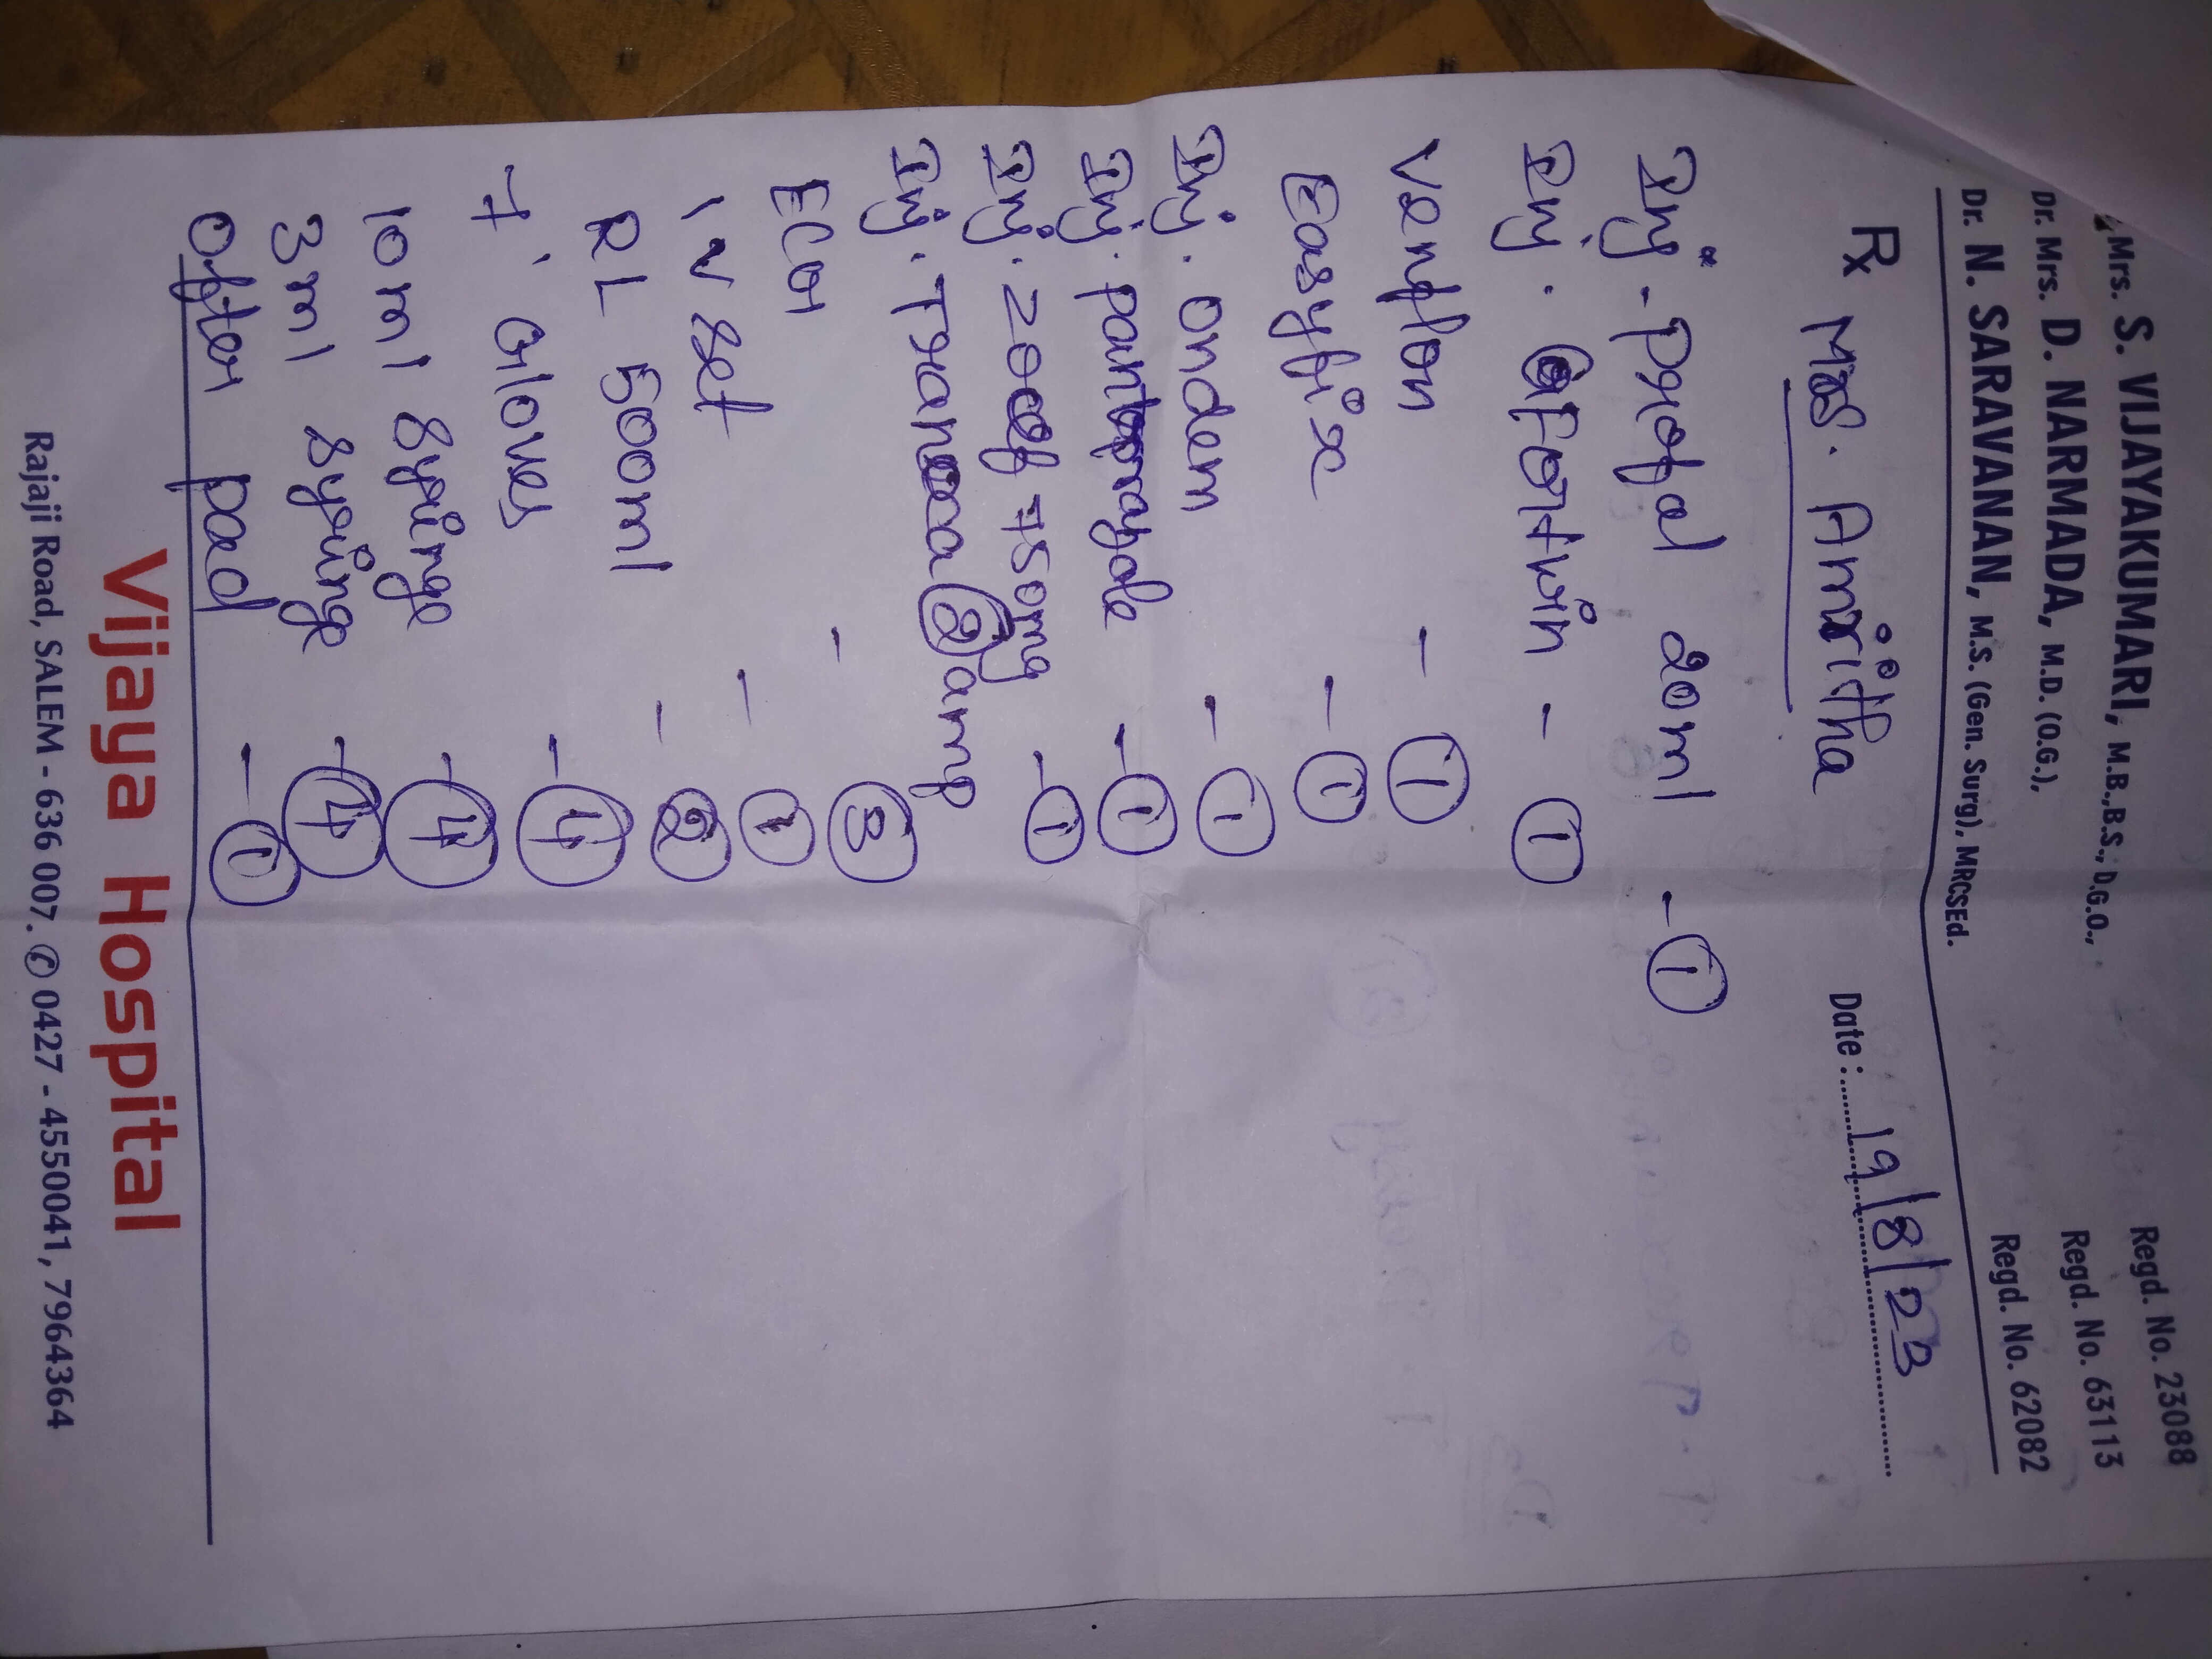 Mrs. S. VIJAYAKUMARI, M.B.,B.S., D.G.O., Regd. No. 23088
Dr. Mrs. D. NARMADA, M.D. (O.G.), Regd. No. 63113
Dr. N. SARAVANAN, M.S. (Gen. Surg), MRCSEd. Regd. No. 62082
Rx Mrs. Amiritha Date : 19/8/23
Inj. Profol 20ml - 1
Inj. Fortwin - 1
Venflon - 1
Easyfix - 1
Inj. ondem - 1
Inj. pantoprazole - 1
Inj. zocef 750mg - 1
Inj. Tranexa 2 amp
ECG - 3
IV set - 1
RL 500ml - 2
7' Gloves - 4
10ml Syringe - 4
3ml syringe - 4
after pad - 1
Vijaya Hospital
Rajaji Road, SALEM - 636 007. ✆ 0427 - 4550041, 7964364